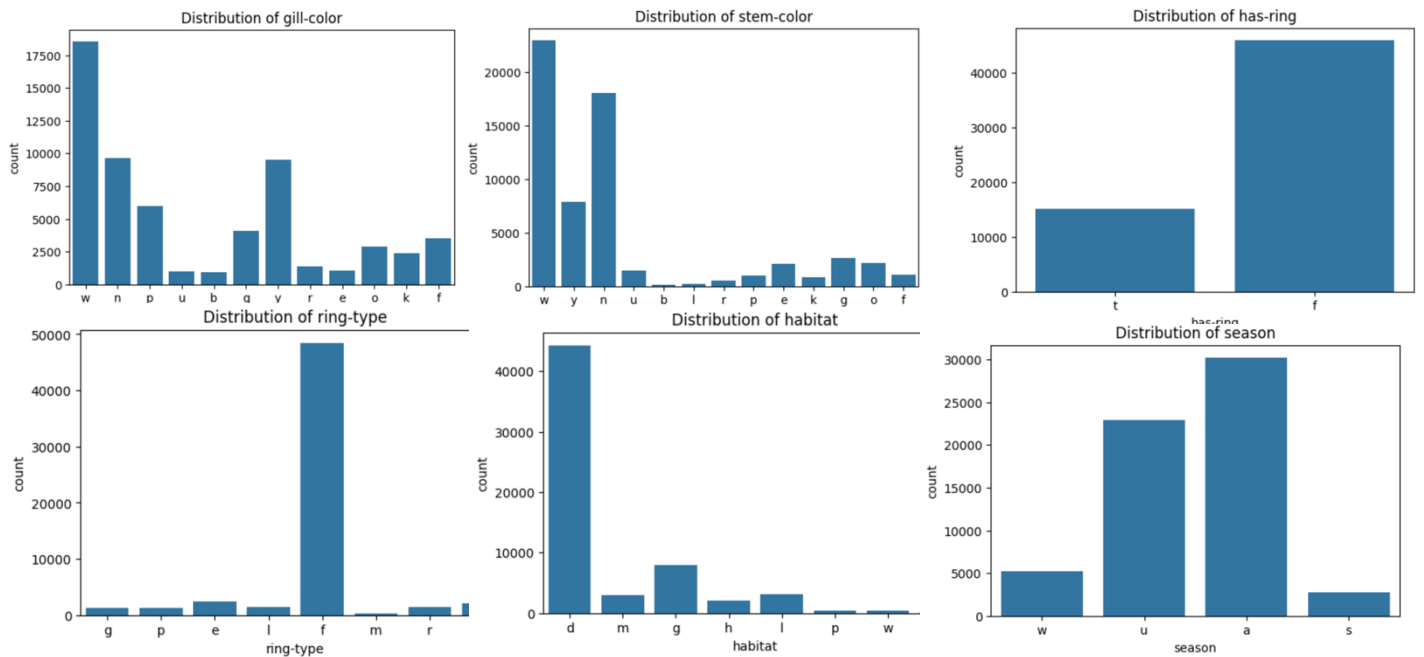 Distribution of gill-color
17500
15000
12500
10000
7500
5000
2500
0
count
w n p u b g y r e o k f
Distribution of stem-color
20000
15000
10000
5000
0
count
w y n u b l r p e k g o f
Distribution of has-ring
40000
30000
20000
10000
0
count
t f
has-ring
Distribution of ring-type
50000
40000
30000
20000
10000
0
count
g p e l f m r
ring-type
Distribution of habitat
40000
30000
20000
10000
0
count
d m g h l p w
habitat
Distribution of season
30000
25000
20000
15000
10000
5000
0
count
w u a s
season